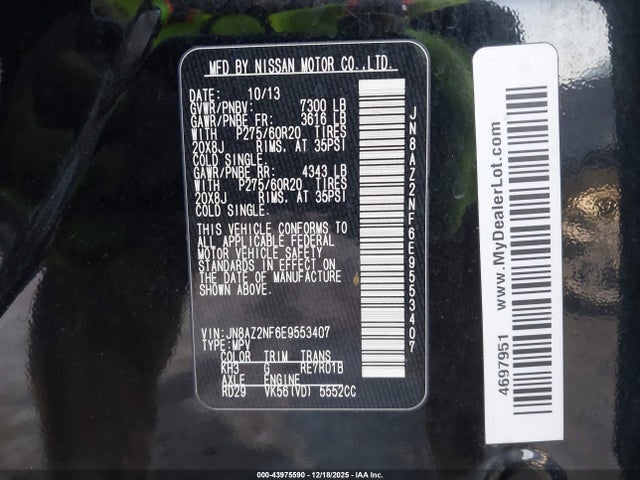 MFD BY NISSAN MOTOR CO.,LTD.
DATE: 10/13
GVWR/PNBV: 7300 LB
GAWR/PNBE FR: 3616 LB
WITH P275/60R20 TIRES
20X8J RIMS. AT 35PSI
COLD SINGLE.
GAWR/PNBE RR: 4343 LB
WITH P275/60R20 TIRES
20X8J RIMS. AT 35PSI
COLD SINGLE.
THIS VEHICLE CONFORMS TO
ALL APPLICABLE FEDERAL
MOTOR VEHICLE SAFETY
STANDARDS IN EFFECT ON
THE DATE OF MANUFACTURE
SHOWN ABOVE.
VIN:JN8AZ2NF6E9553407
TYPE:MPV
COLOR TRIM TRANS
KH3 G RE7R01B
AXLE ENGINE
RD29 VK56(VD) 5552CC
JN8AZ2NF6E9553407
www.MyDealerLot.com
4697951
000-43975590 - 12/18/2025 - IAA Inc.